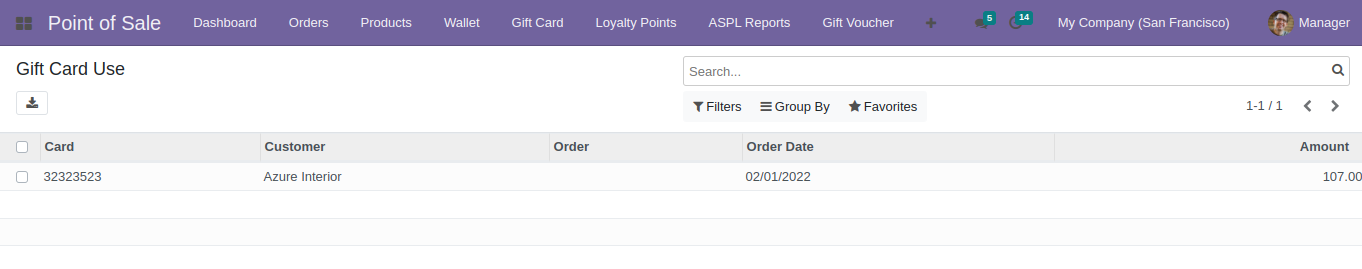 Point of Sale Dashboard Orders Products Wallet Gift Card Loyalty Points ASPL Reports Gift Voucher 5 14 My Company (San Francisco) Manager
Gift Card Use
Search...
Filters Group By Favorites 1-1 / 1
Card Customer Order Order Date Amount
32323523 Azure Interior 02/01/2022 107.00